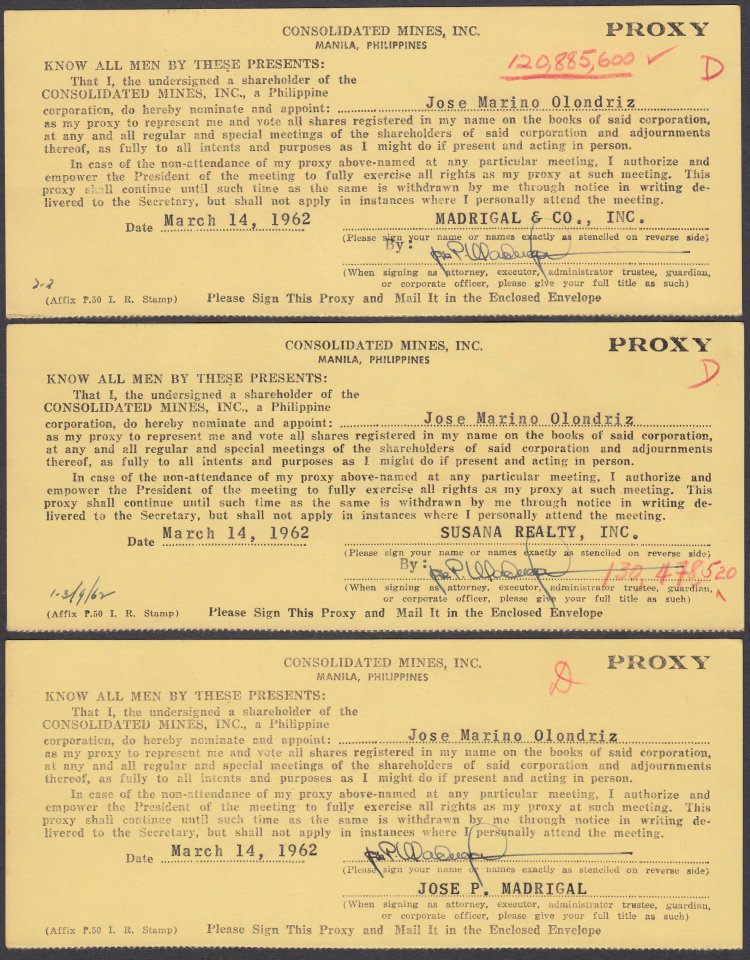 CONSOLIDATED MINES, INC. PROXY
MANILA, PHILIPPINES
120,885,600 ✓
D
KNOW ALL MEN BY THESE PRESENTS:
That I, the undersigned a shareholder of the
CONSOLIDATED MINES, INC., a Philippine
corporation, do hereby nominate and appoint: Jose Marino Olondriz
as my proxy to represent me and vote all shares registered in my name on the books of said corporation,
at any and all regular and special meetings of the shareholders of said corporation and adjournments
thereof, as fully to all intents and purposes as I might do if present and acting in person.
In case of the non-attendance of my proxy above-named at any particular meeting, I authorize and
empower the President of the meeting to fully exercise all rights as my proxy at such meeting. This
proxy shall continue until such time as the same is withdrawn by me through notice in writing de-
livered to the Secretary, but shall not apply in instances where I personally attend the meeting.
Date March 14, 1962 MADRIGAL & CO., INC.
(Please sign your name or names exactly as stenciled on reverse side)
By:
(When signing as attorney, executor, administrator trustee, guardian,
or corporate officer, please give your full title as such)
(Affix P.50 I. R. Stamp) Please Sign This Proxy and Mail It in the Enclosed Envelope
CONSOLIDATED MINES, INC. PROXY
MANILA, PHILIPPINES
D
KNOW ALL MEN BY THESE PRESENTS:
That I, the undersigned a shareholder of the
CONSOLIDATED MINES, INC., a Philippine
corporation, do hereby nominate and appoint: Jose Marino Olondriz
as my proxy to represent me and vote all shares registered in my name on the books of said corporation,
at any and all regular and special meetings of the shareholders of said corporation and adjournments
thereof, as fully to all intents and purposes as I might do if present and acting in person.
In case of the non-attendance of my proxy above-named at any particular meeting, I authorize and
empower the President of the meeting to fully exercise all rights as my proxy at such meeting. This
proxy shall continue until such time as the same is withdrawn by me through notice in writing de-
livered to the Secretary, but shall not apply in instances where I personally attend the meeting.
Date March 14, 1962 SUSANA REALTY, INC.
(Please sign your name or names exactly as stenciled on reverse side)
By:
(When signing as attorney, executor, administrator trustee, guardian,
or corporate officer, please give your full title as such)
(Affix P.50 I. R. Stamp) Please Sign This Proxy and Mail It in the Enclosed Envelope
CONSOLIDATED MINES, INC. PROXY
MANILA, PHILIPPINES
D
KNOW ALL MEN BY THESE PRESENTS:
That I, the undersigned a shareholder of the
CONSOLIDATED MINES, INC., a Philippine
corporation, do hereby nominate and appoint: Jose Marino Olondriz
as my proxy to represent me and vote all shares registered in my name on the books of said corporation,
at any and all regular and special meetings of the shareholders of said corporation and adjournments
thereof, as fully to all intents and purposes as I might do if present and acting in person.
In case of the non-attendance of my proxy above-named at any particular meeting, I authorize and
empower the President of the meeting to fully exercise all rights as my proxy at such meeting. This
proxy shall continue until such time as the same is withdrawn by me through notice in writing de-
livered to the Secretary, but shall not apply in instances where I personally attend the meeting.
Date March 14, 1962
(Please sign your name or names exactly as stenciled on reverse side)
JOSE P. MADRIGAL
(When signing as attorney, executor, administrator trustee, guardian,
or corporate officer, please give your full title as such)
(Affix P.50 I. R. Stamp) Please Sign This Proxy and Mail It in the Enclosed Envelope